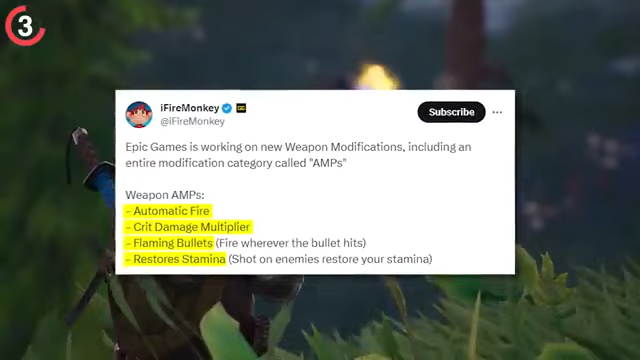 3
iFireMonkey
@iFireMonkey
Subscribe
Epic Games is working on new Weapon Modifications, including an
entire modification category called "AMPs"
Weapon AMPs:
- Automatic Fire
- Crit Damage Multiplier
- Flaming Bullets (Fire wherever the bullet hits)
- Restores Stamina (Shot on enemies restore your stamina)